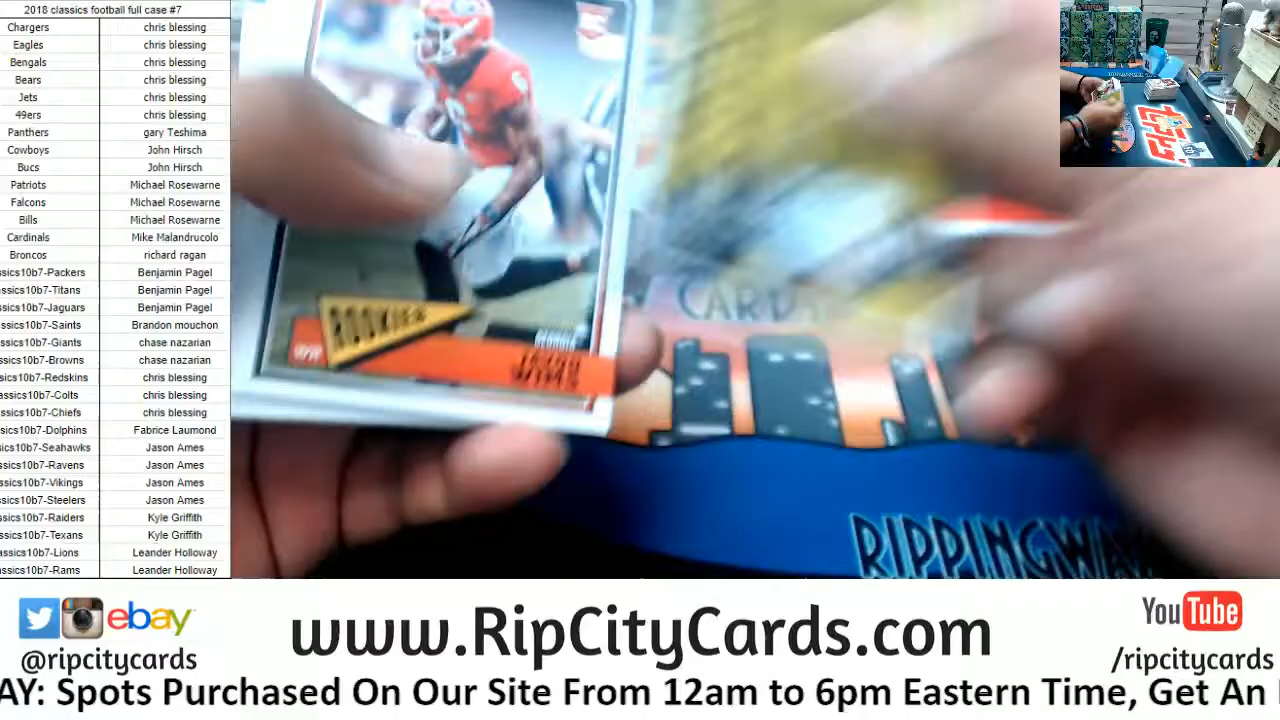 2018 classics football full case #7
Chargers chris blessing
Eagles chris blessing
Bengals chris blessing
Bears chris blessing
Jets chris blessing
49ers chris blessing
Panthers gary Teshima
Cowboys John Hirsch
Bucs John Hirsch
Patriots Michael Rosewarne
Falcons Michael Rosewarne
Bills Michael Rosewarne
Cardinals Mike Malandrucolo
Broncos richard ragan
ssics10b7-Packers Benjamin Pagel
ssics10b7-Titans Benjamin Pagel
ssics10b7-Jaguars Benjamin Pagel
ssics10b7-Saints Brandon mouchon
ssics10b7-Giants chase nazarian
ssics10b7-Browns chase nazarian
ssics10b7-Redskins chris blessing
assics10b7-Colts chris blessing
ssics10b7-Chiefs chris blessing
ssics10b7-Dolphins Fabrice Laumond
sics10b7-Seahawks Jason Ames
ssics10b7-Ravens Jason Ames
ssics10b7-Vikings Jason Ames
sics10b7-Steelers Jason Ames
ssics10b7-Raiders Kyle Griffith
ssics10b7-Texans Kyle Griffith
assics10b7-Lions Leander Holloway
assics10b7-Rams Leander Holloway
ROOKIES
WIMS
CARD
RIPPINGWAX
ebay
@ripcitycards
www.RipCityCards.com
YouTube
/ripcitycards
AY: Spots Purchased On Our Site From 12am to 6pm Eastern Time, Get An